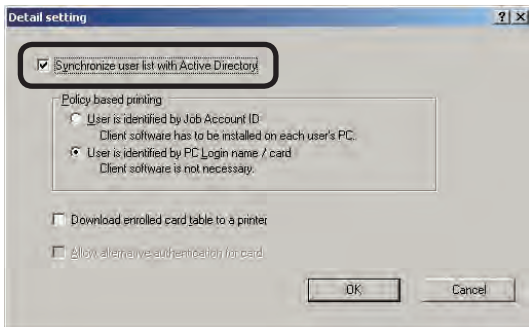 Detail setting
Synchronize user list with Active Directory
Policy based printing
User is identified by Job Account ID
Client software has to be installed on each user's PC.
User is identified by PC Login name / card
Client software is not necessary.
Download enrolled card table to a printer
Allow alternative authentication for card
OK Cancel